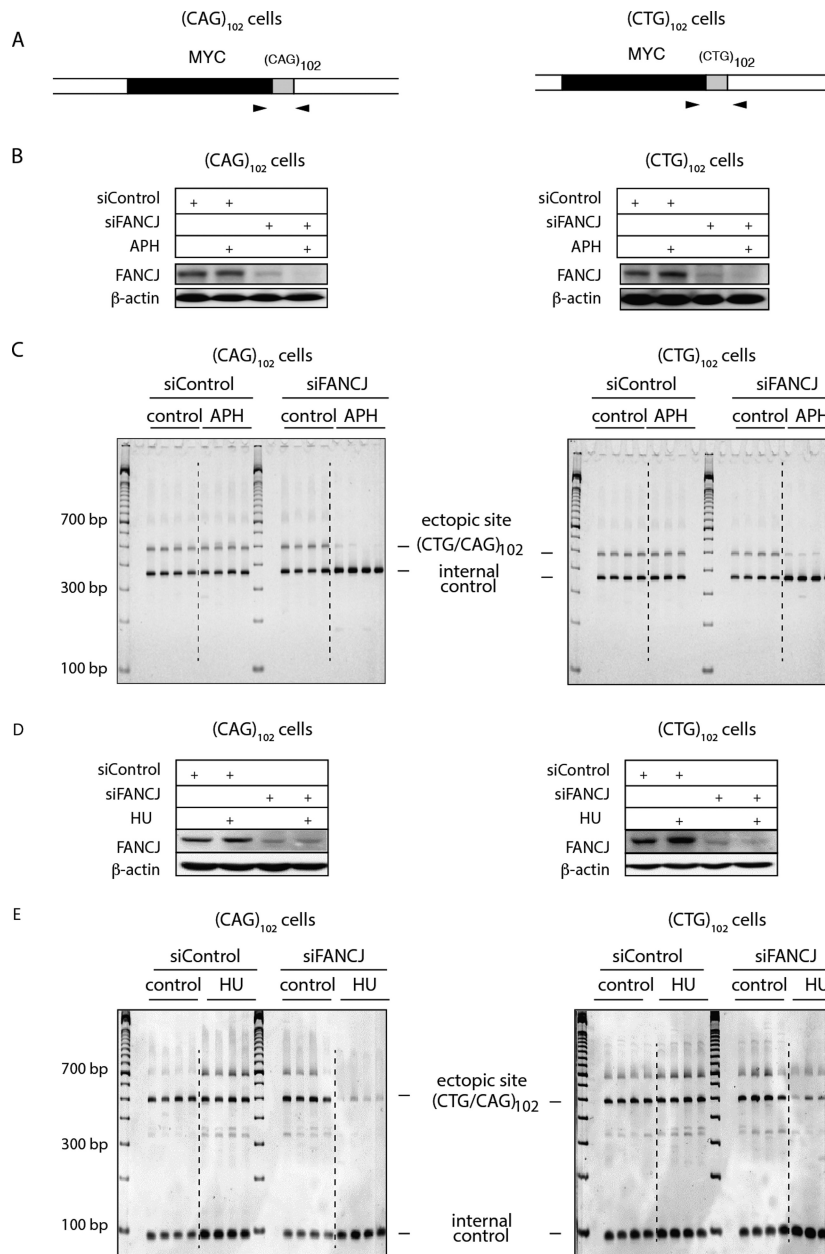 (CAG)102 cells
(CTG)102 cells
A
MYC
(CAG)102
MYC
(CTG)102
B
(CAG)102 cells
(CTG)102 cells
siControl + +
siFANCJ + +
APH + +
FANCJ
β-actin
siControl + +
siFANCJ + +
APH + +
FANCJ
β-actin
C
(CAG)102 cells
(CTG)102 cells
siControl siFANCJ
control APH control APH
siControl siFANCJ
control APH control APH
700 bp
300 bp
100 bp
ectopic site
(CTG/CAG)102
internal
control
D
(CAG)102 cells
(CTG)102 cells
siControl + +
siFANCJ + +
HU + +
FANCJ
β-actin
siControl + +
siFANCJ + +
HU + +
FANCJ
β-actin
E
(CAG)102 cells
(CTG)102 cells
siControl siFANCJ
control HU control HU
siControl siFANCJ
control HU control HU
700 bp
300 bp
100 bp
ectopic site
(CTG/CAG)102
internal
control